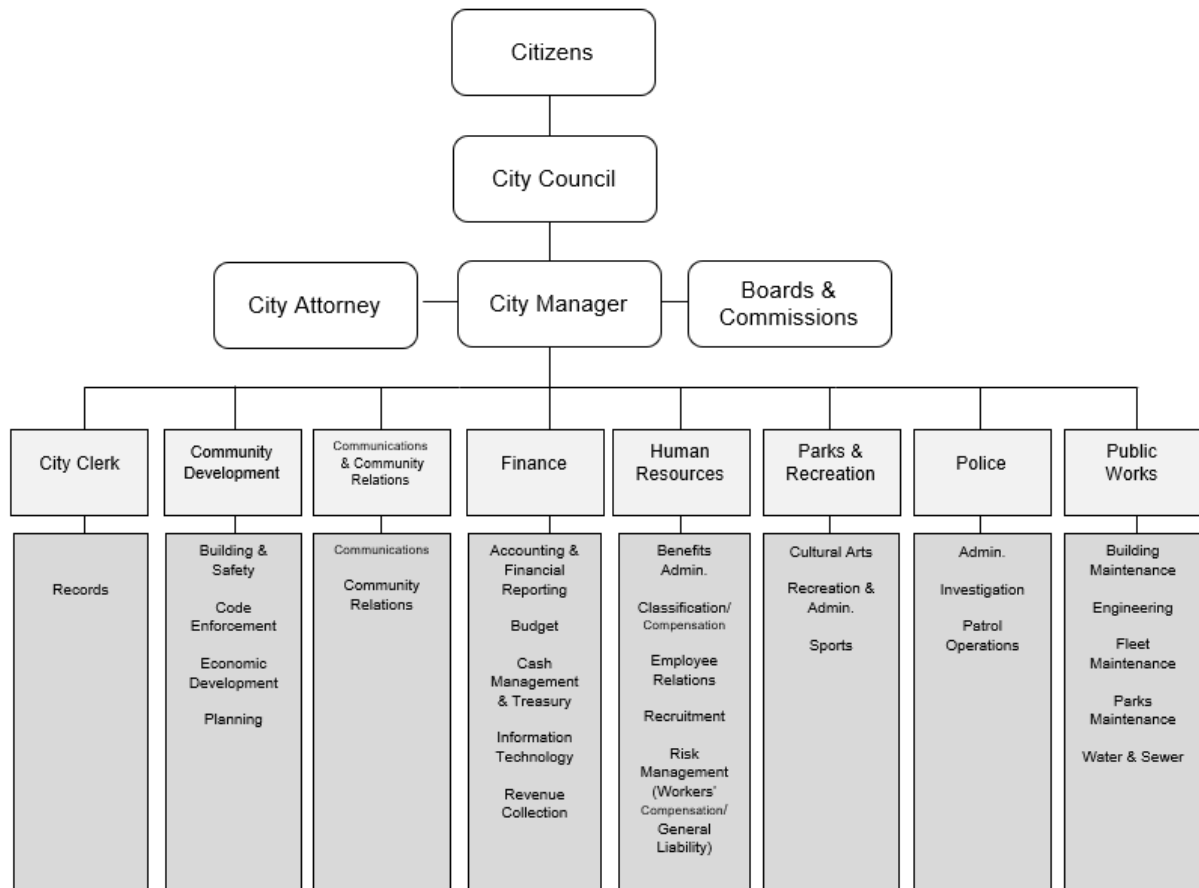 Citizens
City Council
City Attorney
City Manager
Boards &
Commissions
City Clerk
Community
Development
Communications
& Community
Relations
Finance
Human
Resources
Parks &
Recreation
Police
Public
Works
Records
Building &
Safety
Code
Enforcement
Economic
Development
Planning
Communications
Community
Relations
Accounting &
Financial
Reporting
Budget
Cash
Management
& Treasury
Information
Technology
Revenue
Collection
Benefits
Admin.
Classification/
Compensation
Employee
Relations
Recruitment
Risk
Management
(Workers'
Compensation/
General
Liability)
Cultural Arts
Recreation &
Admin.
Sports
Admin.
Investigation
Patrol
Operations
Building
Maintenance
Engineering
Fleet
Maintenance
Parks
Maintenance
Water & Sewer